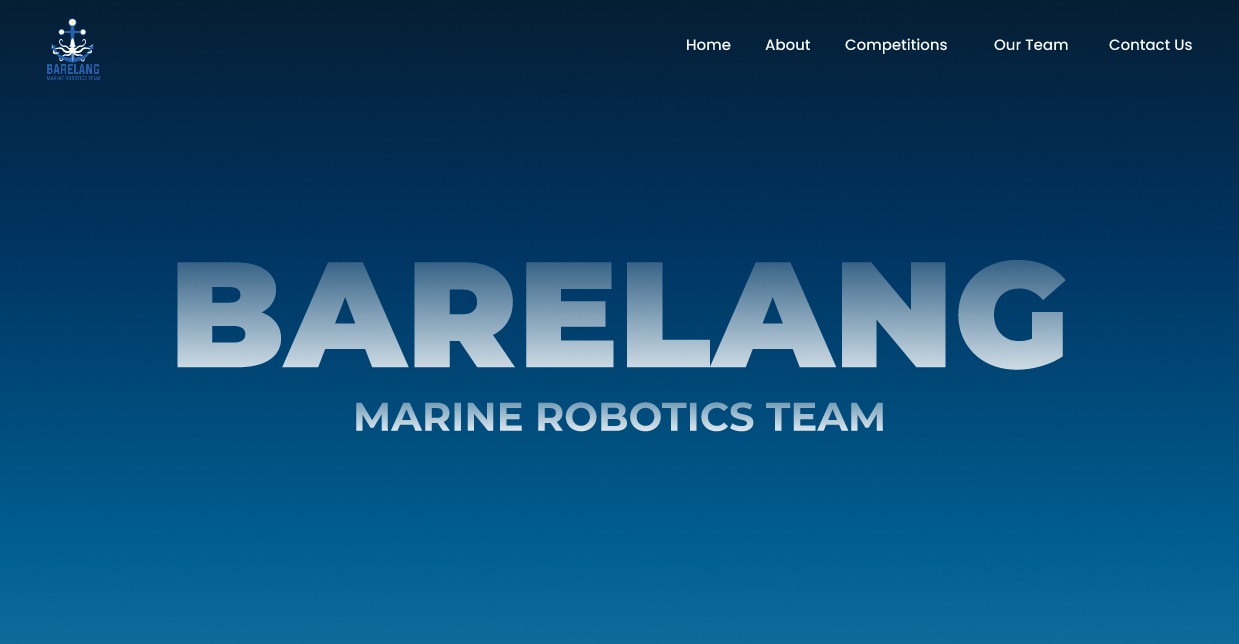 BARELANG
MARINE ROBOTICS TEAM
Home About Competitions Our Team Contact Us
BARELANG
MARINE ROBOTICS TEAM